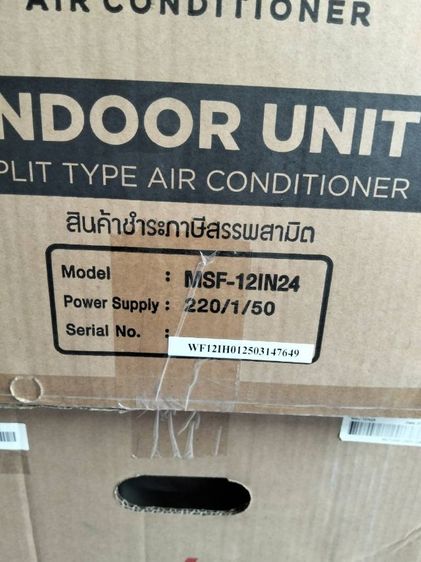 AIR CONDITIONER
NDOOR UNIT
PLIT TYPE AIR CONDITIONER
สินค้าชำระภาษีสรรพสามิต
Model : MSF-12IN24
Power Supply : 220/1/50
Serial No. :
WF12IH012503147649